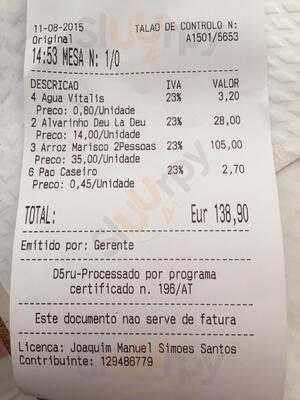 11-08-2015 TALAO DE CONTROLO N:
Original A1501/5653
14:53 MESA N: 1/0
DESCRICAO IVA VALOR
4 Agua Vitalis 23% 3,20
Preco: 0,80/Unidade
2 Alvarinho Deu La Deu 23% 28,00
Preco: 14,00/Unidade
3 Arroz Marisco 2Pessoas 23% 105,00
Preco: 35,00/Unidade
6 Pao Caseiro 23% 2,70
Preco: 0,45/Unidade
TOTAL: Eur 138,90
Emitido por: Gerente
D5ru-Processado por programa
certificado n. 196/AT
Este documento nao serve de fatura
Licenca: Joaquim Manuel Simoes Santos
Contribuinte: 129486779